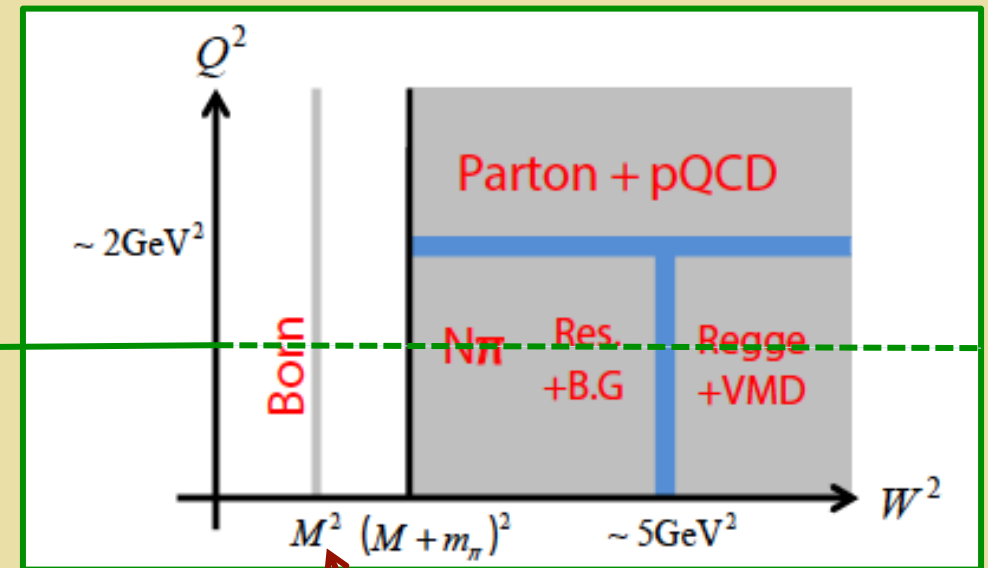 Q²
Parton + pQCD
~ 2GeV²
Born
Nπ
Res.
+B.G
Regge
+VMD
W²
M²
(M + m_π)²
~ 5GeV²